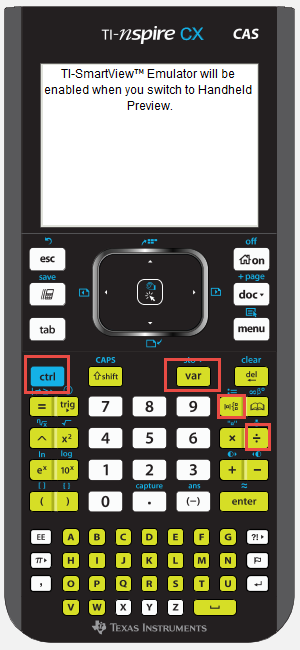 TI-nspire CX CAS
TI-SmartView™ Emulator will be
enabled when you switch to Handheld
Preview.
off
esc
on
save
+page
doc
tab
menu
CAPS
sto→
clear
ctrl
shift
var
del
= trig 7 8 9
^ x² 4 5 6 × ÷
ln log
eˣ 10ˣ 1 2 3 + −
[ ] { } capture ans ≈
( ) 0 . (−) enter
EE A B C D E F G ?!▸
π▸ H I J K L M N
, O P Q R S T U ↵
V W X Y Z
TEXAS INSTRUMENTS